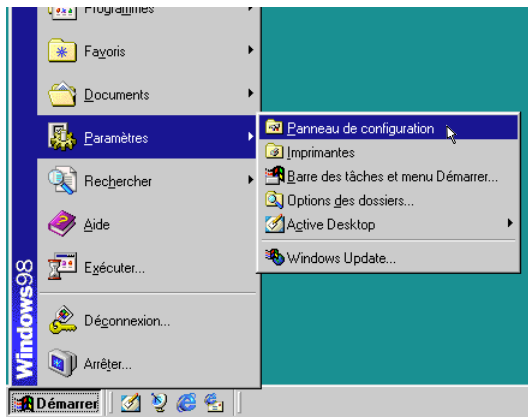 Programmes
Favoris
Documents
Paramètres
Rechercher
Aide
Exécuter...
Déconnexion...
Arrêter...
Panneau de configuration
Imprimantes
Barre des tâches et menu Démarrer...
Options des dossiers...
Active Desktop
Windows Update...
Windows98
Démarrer